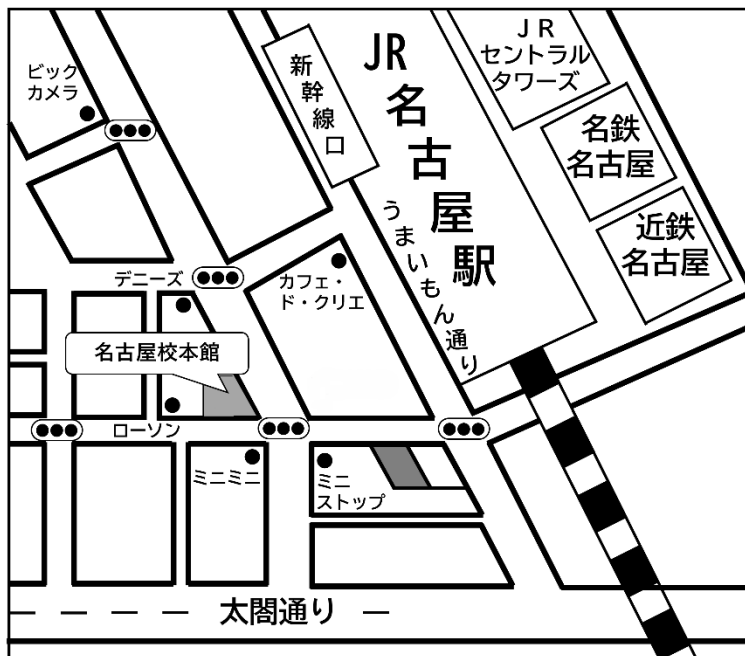 ビック
カメラ
新幹線口
JR名古屋駅
うまいもん通り
ＪＲ
セントラル
タワーズ
名鉄
名古屋
近鉄
名古屋
デニーズ
カフェ・
ド・クリエ
名古屋校本館
ローソン
ミニミニ
ミニ
ストップ
太閤通り